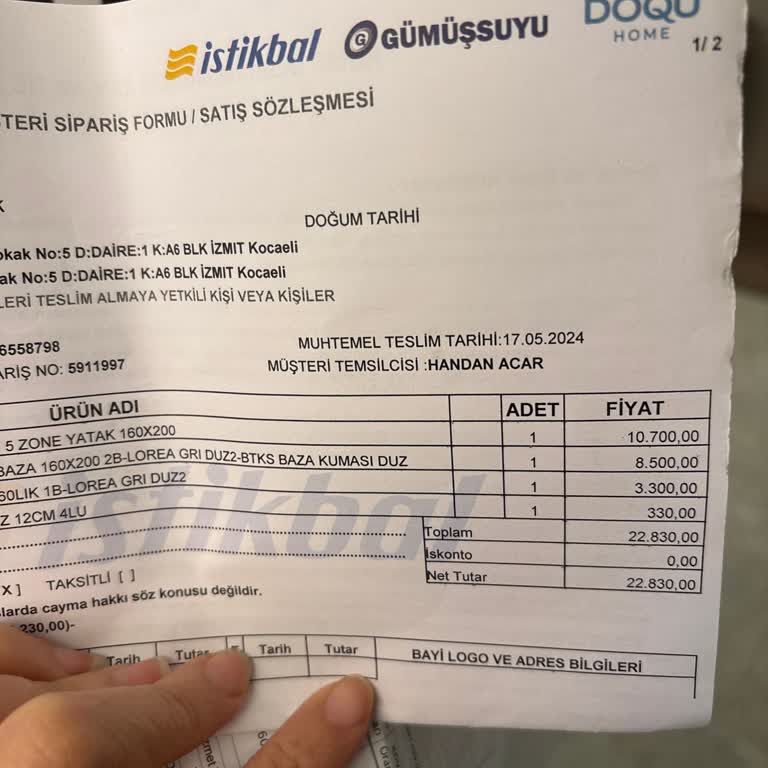 istikbal GÜMÜŞSUYU DOQU HOME
1/ 2
TERİ SİPARİŞ FORMU / SATIŞ SÖZLEŞMESİ
K
DOĞUM TARİHİ
okak No:5 D:DAİRE:1 K:A6 BLK İZMIT Kocaeli
ak No:5 D:DAİRE:1 K:A6 BLK İZMIT Kocaeli
LERİ TESLİM ALMAYA YETKİLİ KİŞİ VEYA KİŞİLER
6558798
MUHTEMEL TESLİM TARİHİ:17.05.2024
ARİŞ NO: 5911997
MÜŞTERİ TEMSİLCİSİ :HANDAN ACAR
ÜRÜN ADI ADET FİYAT
5 ZONE YATAK 160X200 1 10.700,00
BAZA 160X200 2B-LOREA GRI DUZ2-BTKS BAZA KUMASI DUZ 1 8.500,00
60LIK 1B-LOREA GRI DUZ2 1 3.300,00
Z 12CM 4LU 1 330,00
istikbal
Toplam 22.830,00
İskonto 0,00
Net Tutar 22.830,00
X ] TAKSİTLİ [ ]
slarda cayma hakkı söz konusu değildir.
230,00)-
Tarih Tutar Tarih Tutar
BAYİ LOGO VE ADRES BİLGİLERİ